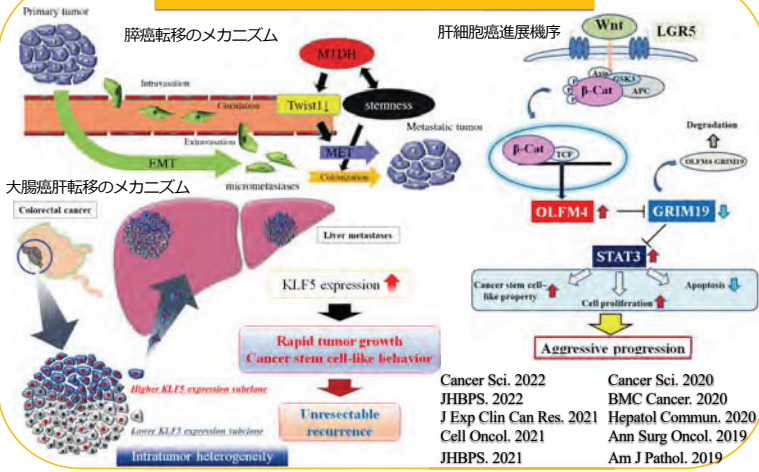 膵癌転移のメカニズム
Primary tumor
Intravasation
Circulation
Extravasation
EMT
micrometastases
MTDH
Twist1↓
stemness
MET
Colonization
Metastatic tumor
肝細胞癌進展機序
Wnt
LGR5
Axin
GSK3
β-Cat
APC
P
P
P
β-Cat
TCF
Degradation
OLFM4-GRIM19
OLFM4
GRIM19
STAT3
Cancer stem cell-
like property
Cell proliferation
Apoptosis
Aggressive progression
大腸癌肝転移のメカニズム
Colorectal cancer
Liver metastases
KLF5 expression
Rapid tumor growth
Cancer stem cell-like behavior
Unresectable
recurrence
Higher KLF5 expression subclone
Lower KLF5 expression subclone
Intratumor heterogeneity
Cancer Sci. 2022
JHBPS. 2022
J Exp Clin Can Res. 2021
Cell Oncol. 2021
JHBPS. 2021
Cancer Sci. 2020
BMC Cancer. 2020
Hepatol Commun. 2020
Ann Surg Oncol. 2019
Am J Pathol. 2019